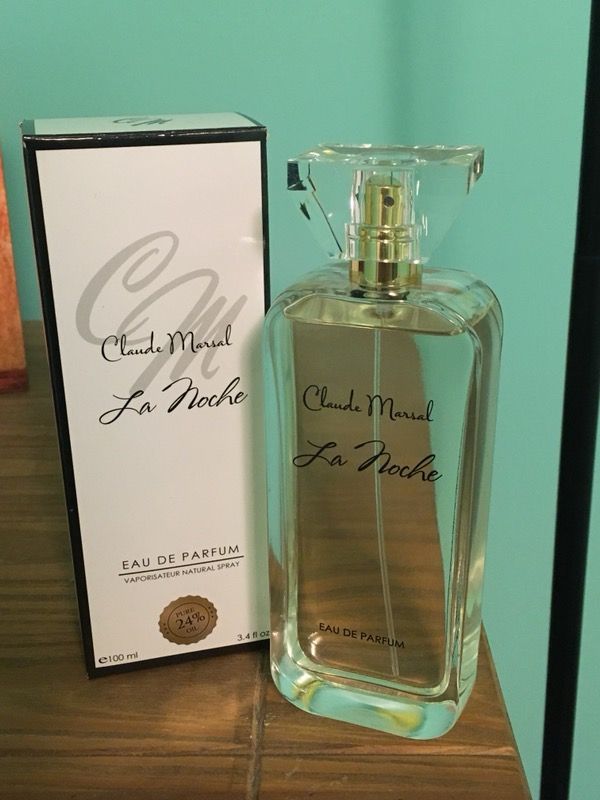 CM
CM
Claude Marsal
La Noche
EAU DE PARFUM
VAPORISATEUR NATURAL SPRAY
PURE
24%
OIL
e100 ml
3.4 fl oz
Claude Marsal
La Noche
EAU DE PARFUM